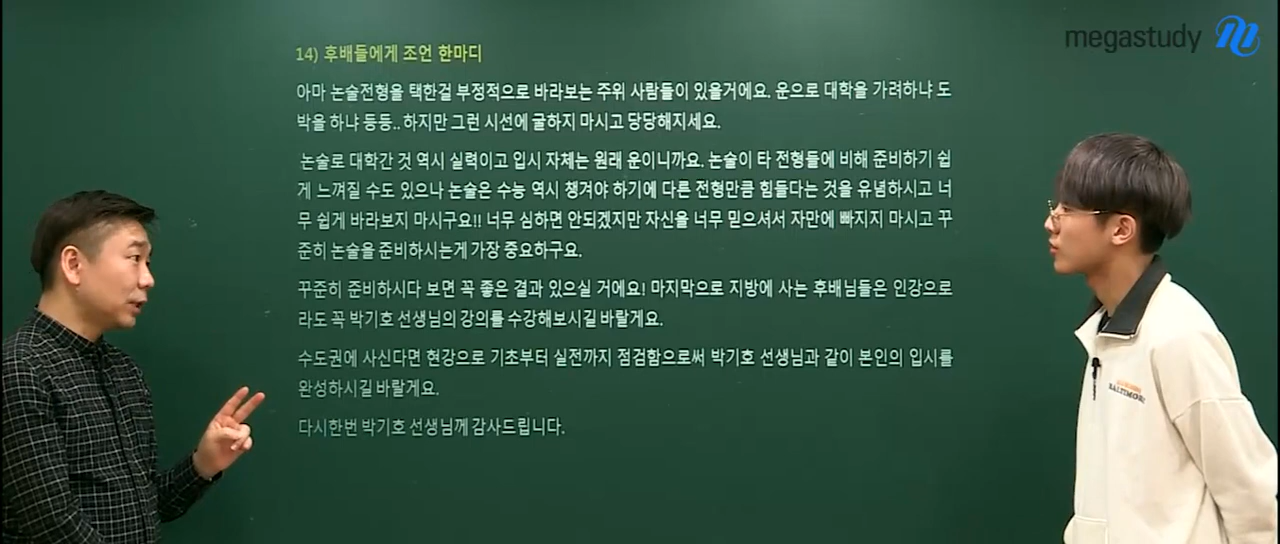 megastudy
14) 후배들에게 조언 한마디
아마 논술전형을 택한걸 부정적으로 바라보는 주위 사람들이 있을거에요. 운으로 대학을 가려하냐 도
박을 하냐 등등.. 하지만 그런 시선에 굴하지 마시고 당당해지세요.
논술로 대학간 것 역시 실력이고 입시 자체는 원래 운이니까요. 논술이 타 전형들에 비해 준비하기 쉽
게 느껴질 수도 있으나 논술은 수능 역시 챙겨야 하기에 다른 전형만큼 힘들다는 것을 유념하시고 너
무 쉽게 바라보지 마시구요!! 너무 심하면 안되겠지만 자신을 너무 믿으셔서 자만에 빠지지 마시고 꾸
준히 논술을 준비하시는게 가장 중요하구요.
꾸준히 준비하시다 보면 꼭 좋은 결과 있으실 거에요! 마지막으로 지방에 사는 후배님들은 인강으로
라도 꼭 박기호 선생님의 강의를 수강해보시길 바랄게요.
수도권에 사신다면 현강으로 기초부터 실전까지 점검함으로써 박기호 선생님과 같이 본인의 입시를
완성하시길 바랄게요.
다시한번 박기호 선생님께 감사드립니다.
BALTIMORE